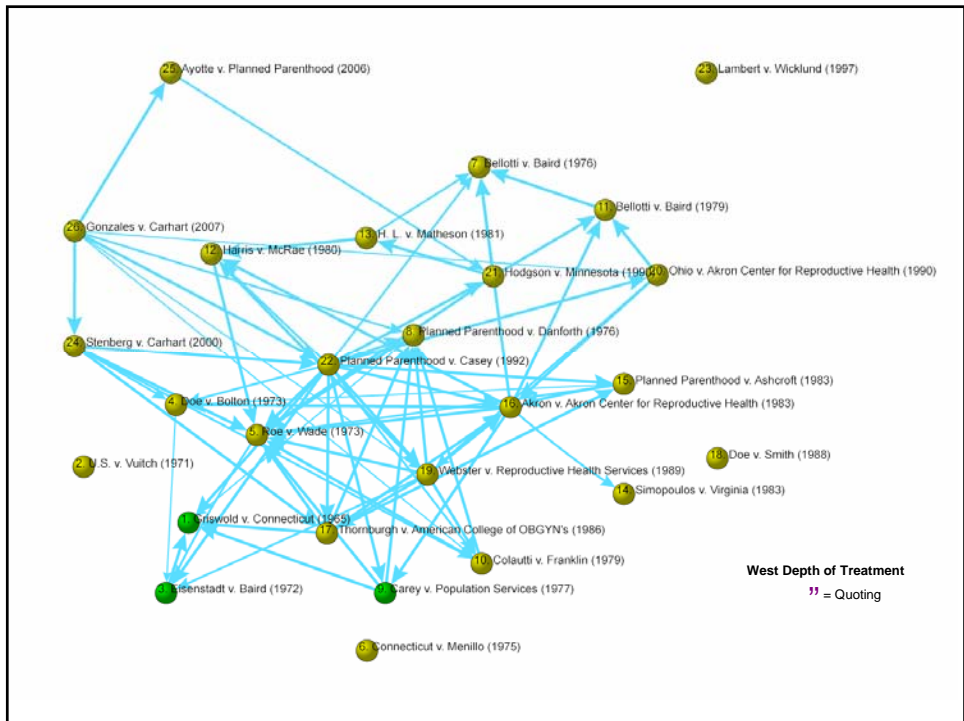 25. Ayotte v. Planned Parenthood (2006)
23. Lambert v. Wicklund (1997)
7. Bellotti v. Baird (1976)
11. Bellotti v. Baird (1979)
26. Gonzales v. Carhart (2007)
13. H. L. v. Matheson (1981)
12. Harris v. McRae (1980)
21. Hodgson v. Minnesota (1990)
20. Ohio v. Akron Center for Reproductive Health (1990)
8. Planned Parenthood v. Danforth (1976)
24. Stenberg v. Carhart (2000)
22. Planned Parenthood v. Casey (1992)
15. Planned Parenthood v. Ashcroft (1983)
4. Doe v. Bolton (1973)
16. Akron v. Akron Center for Reproductive Health (1983)
5. Roe v. Wade (1973)
18. Doe v. Smith (1988)
2. U.S. v. Vuitch (1971)
19. Webster v. Reproductive Health Services (1989)
14. Simopoulos v. Virginia (1983)
1. Griswold v. Connecticut (1965)
17. Thornburgh v. American College of OBGYN's (1986)
10. Colautti v. Franklin (1979)
West Depth of Treatment
” = Quoting
3. Eisenstadt v. Baird (1972)
9. Carey v. Population Services (1977)
6. Connecticut v. Menillo (1975)